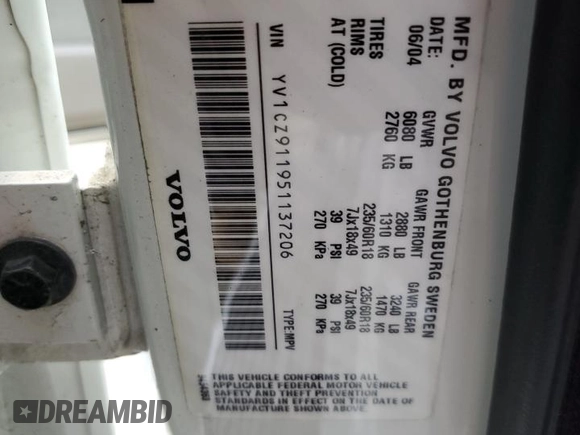 MFD. BY VOLVO GOTHENBURG SWEDEN
DATE: GVWR GAWR FRONT GAWR REAR
06/04 6080 LB 2880 LB 3240 LB
2760 KG 1310 KG 1470 KG
TIRES 235/60R18 235/60R18
RIMS 7Jx18x49 7Jx18x49
AT (COLD) 39 PSI 39 PSI
270 KPa 270 KPa
VIN YV1CZ911951137206 TYPE:MPV
VOLVO
THIS VEHICLE CONFORMS TO ALL
APPLICABLE FEDERAL MOTOR VEHICLE
SAFETY AND THEFT PREVENTION
STANDARDS IN EFFECT ON THE DATE OF
MANUFACTURE SHOWN ABOVE.
DREAMBID